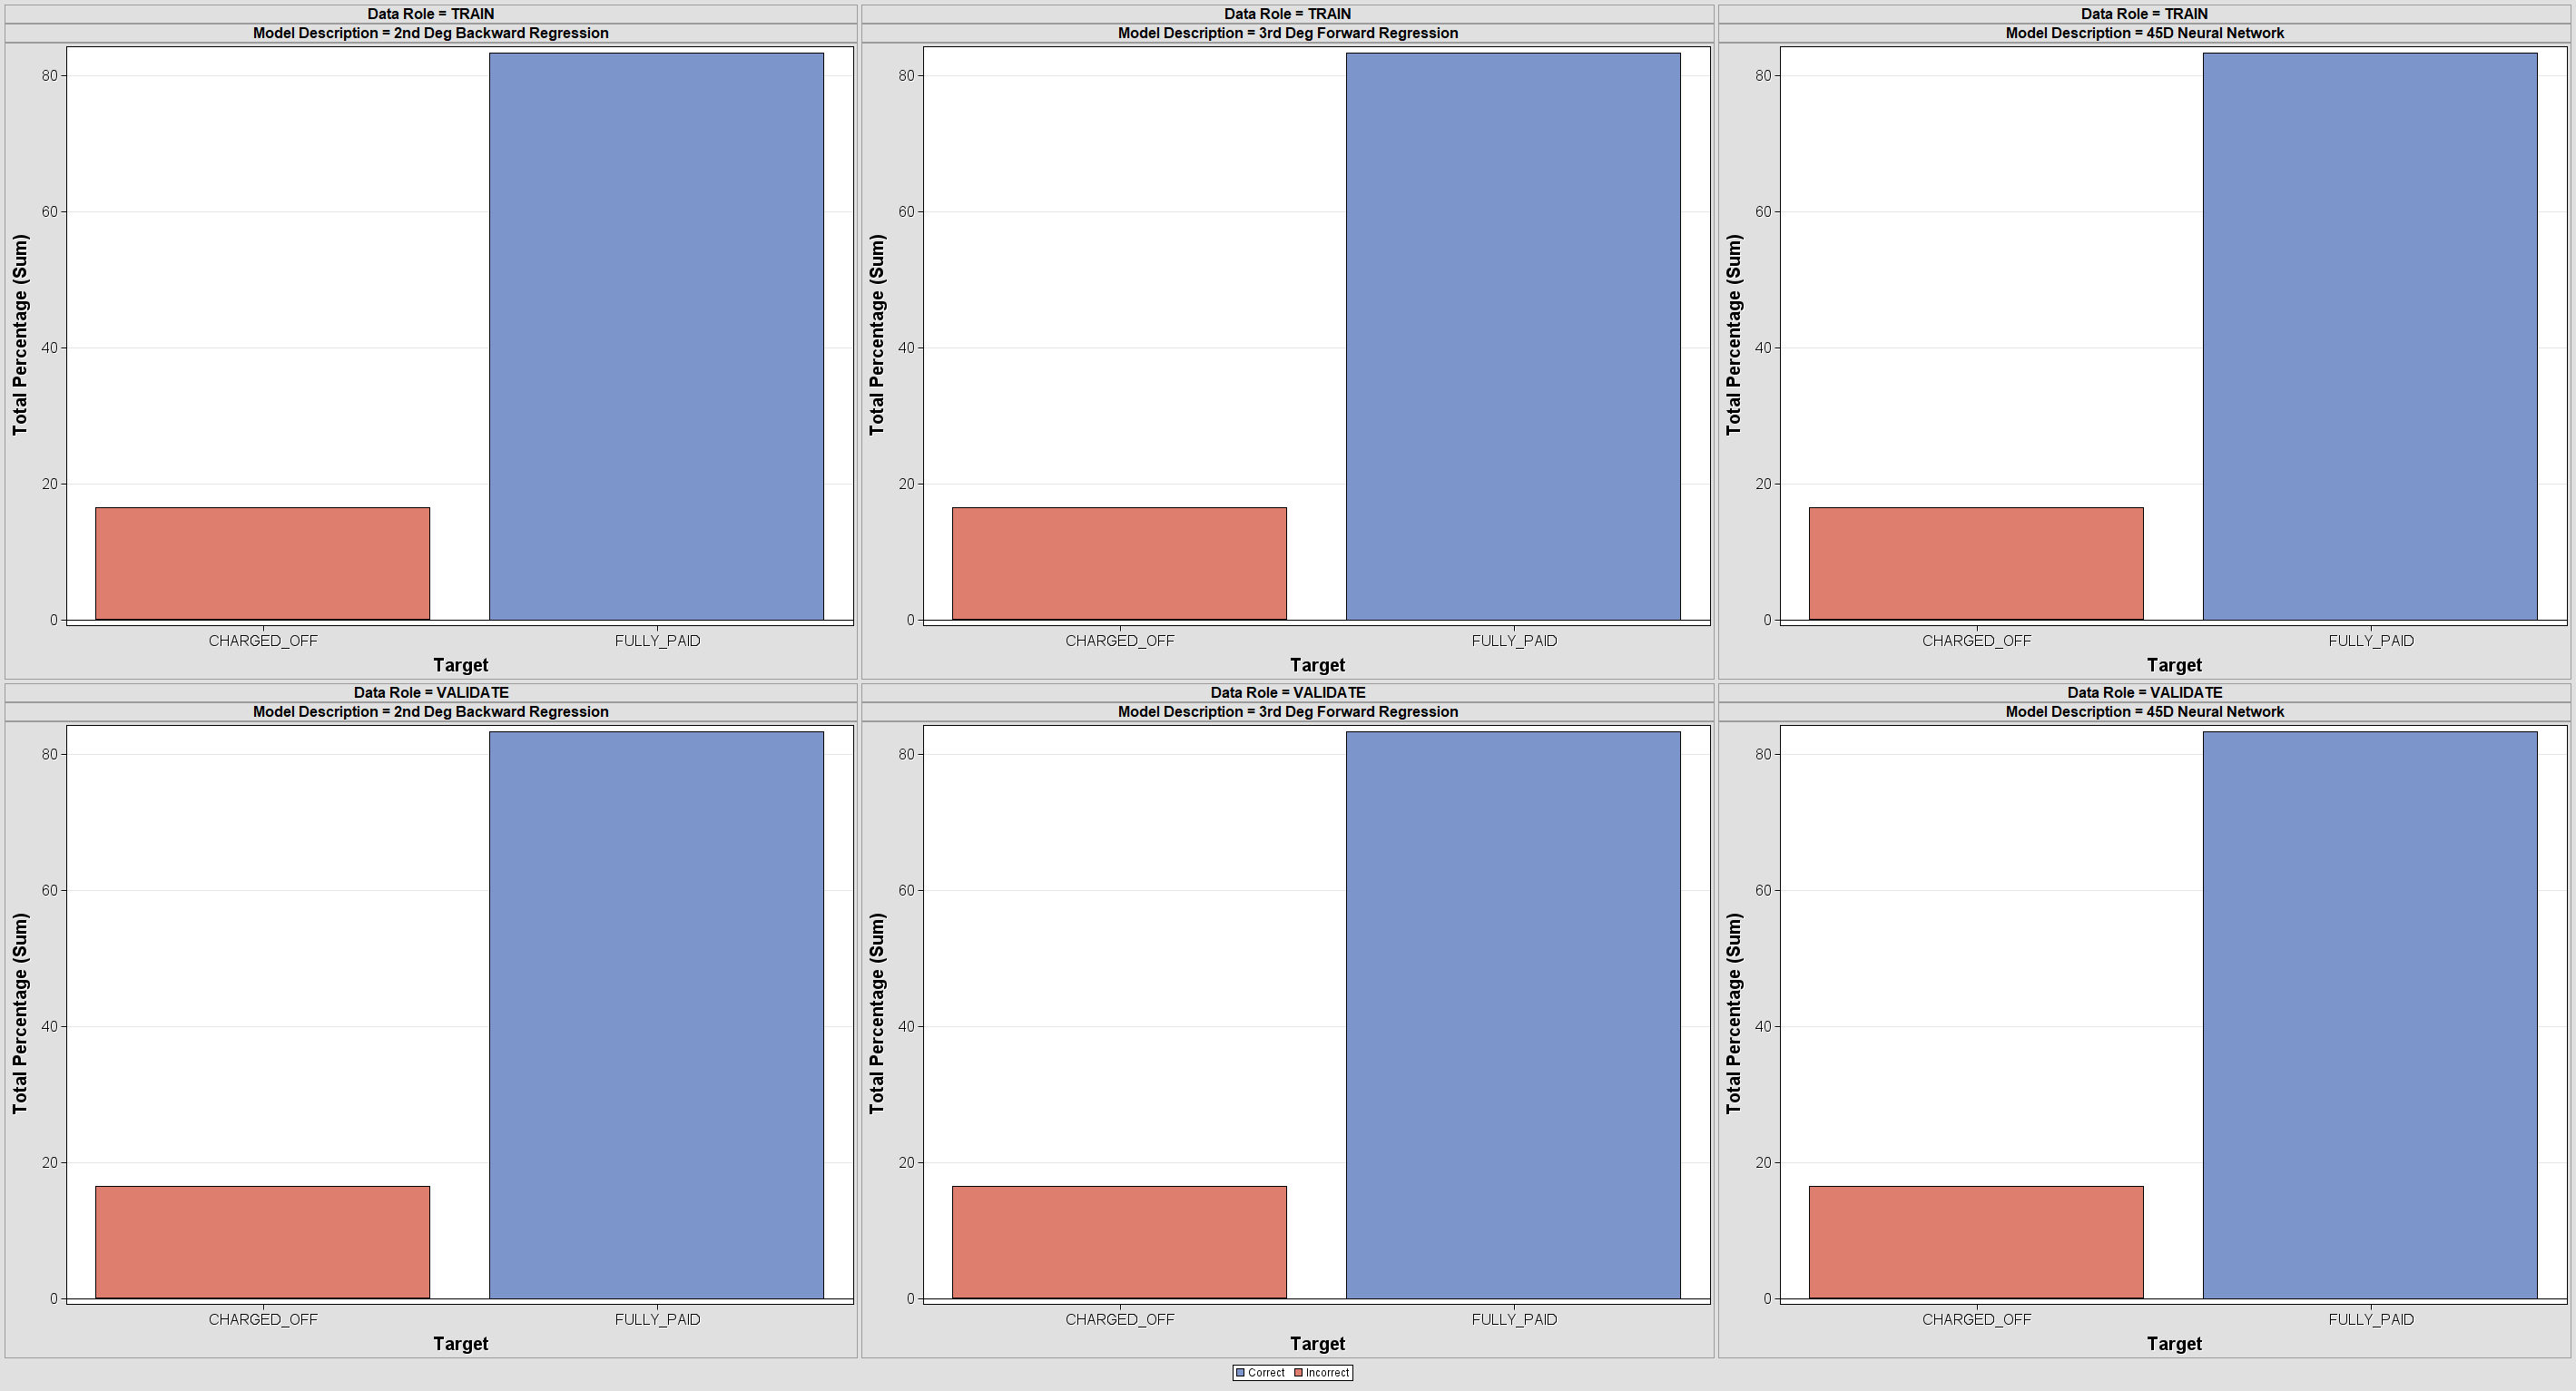 Data Role = TRAIN
Model Description = 2nd Deg Backward Regression
Total Percentage (Sum)
80
60
40
20
0
CHARGED_OFF FULLY_PAID
Target
Data Role = TRAIN
Model Description = 3rd Deg Forward Regression
Total Percentage (Sum)
80
60
40
20
0
CHARGED_OFF FULLY_PAID
Target
Data Role = TRAIN
Model Description = 45D Neural Network
Total Percentage (Sum)
80
60
40
20
0
CHARGED_OFF FULLY_PAID
Target
Data Role = VALIDATE
Model Description = 2nd Deg Backward Regression
Total Percentage (Sum)
80
60
40
20
0
CHARGED_OFF FULLY_PAID
Target
Data Role = VALIDATE
Model Description = 3rd Deg Forward Regression
Total Percentage (Sum)
80
60
40
20
0
CHARGED_OFF FULLY_PAID
Target
Data Role = VALIDATE
Model Description = 45D Neural Network
Total Percentage (Sum)
80
60
40
20
0
CHARGED_OFF FULLY_PAID
Target
Correct Incorrect